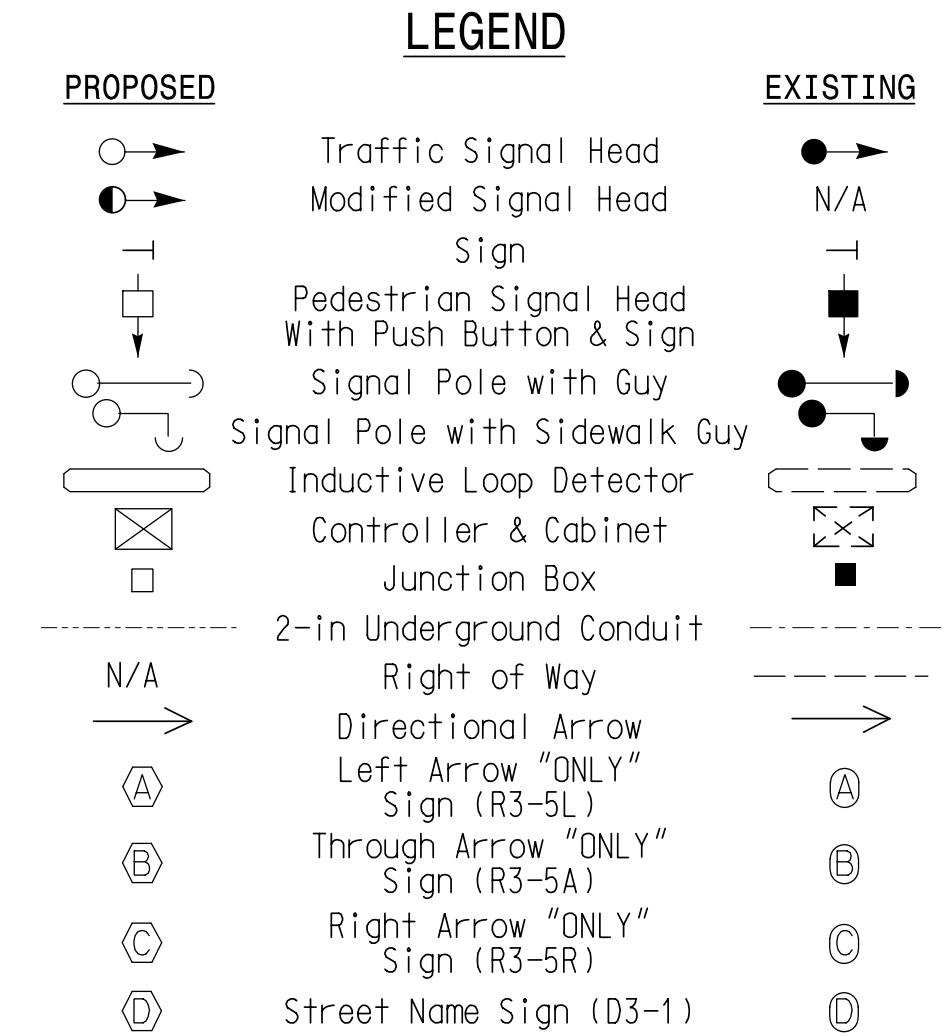 LEGEND
PROPOSED EXISTING
Traffic Signal Head
Modified Signal Head N/A
Sign
Pedestrian Signal Head
With Push Button & Sign
Signal Pole with Guy
Signal Pole with Sidewalk Guy
Inductive Loop Detector
Controller & Cabinet
Junction Box
2-in Underground Conduit
N/A Right of Way
Directional Arrow
Left Arrow "ONLY"
A Sign (R3-5L) A
Through Arrow "ONLY"
B Sign (R3-5A) B
Right Arrow "ONLY"
C Sign (R3-5R) C
D Street Name Sign (D3-1) D